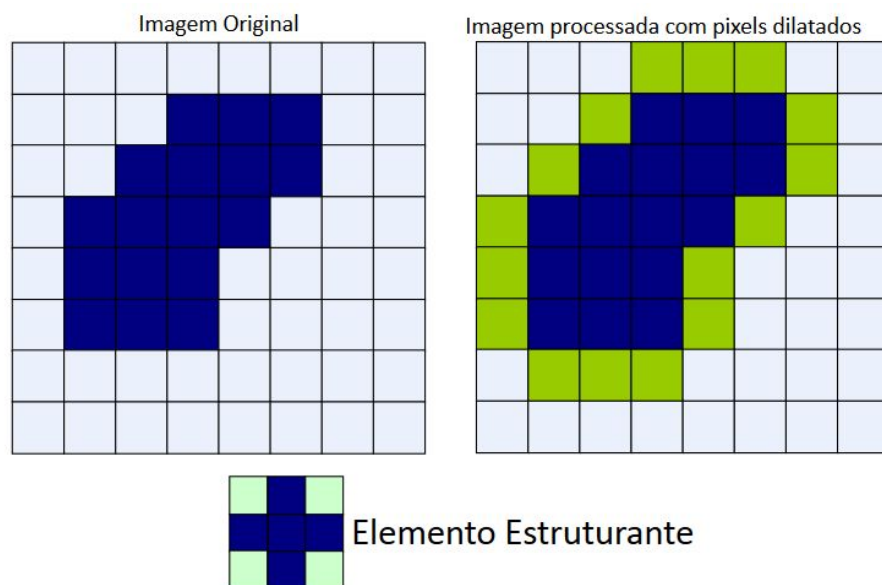 Imagem Original
Imagem processada com pixels dilatados
Elemento Estruturante